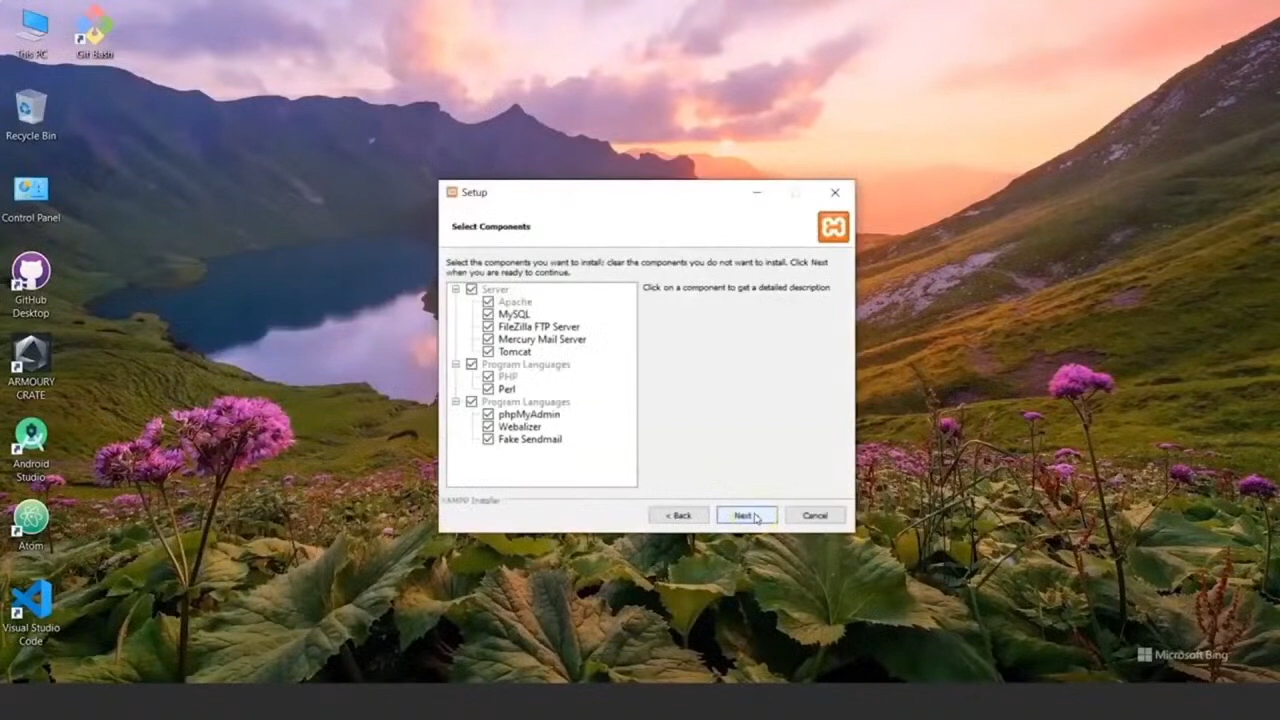 This PC
Git Bash
Recycle Bin
Control Panel
GitHub
Desktop
ARMOURY
CRATE
Android
Studio
Atom
Visual Studio
Code
Setup
Select Components
Select the components you want to install; clear the components you do not want to install. Click Next
when you are ready to continue.
Server
Apache
MySQL
FileZilla FTP Server
Mercury Mail Server
Tomcat
Program Languages
PHP
Perl
Program Languages
phpMyAdmin
Webalizer
Fake Sendmail
Click on a component to get a detailed description
XAMPP Installer
< Back
Next
Cancel
Microsoft Bing